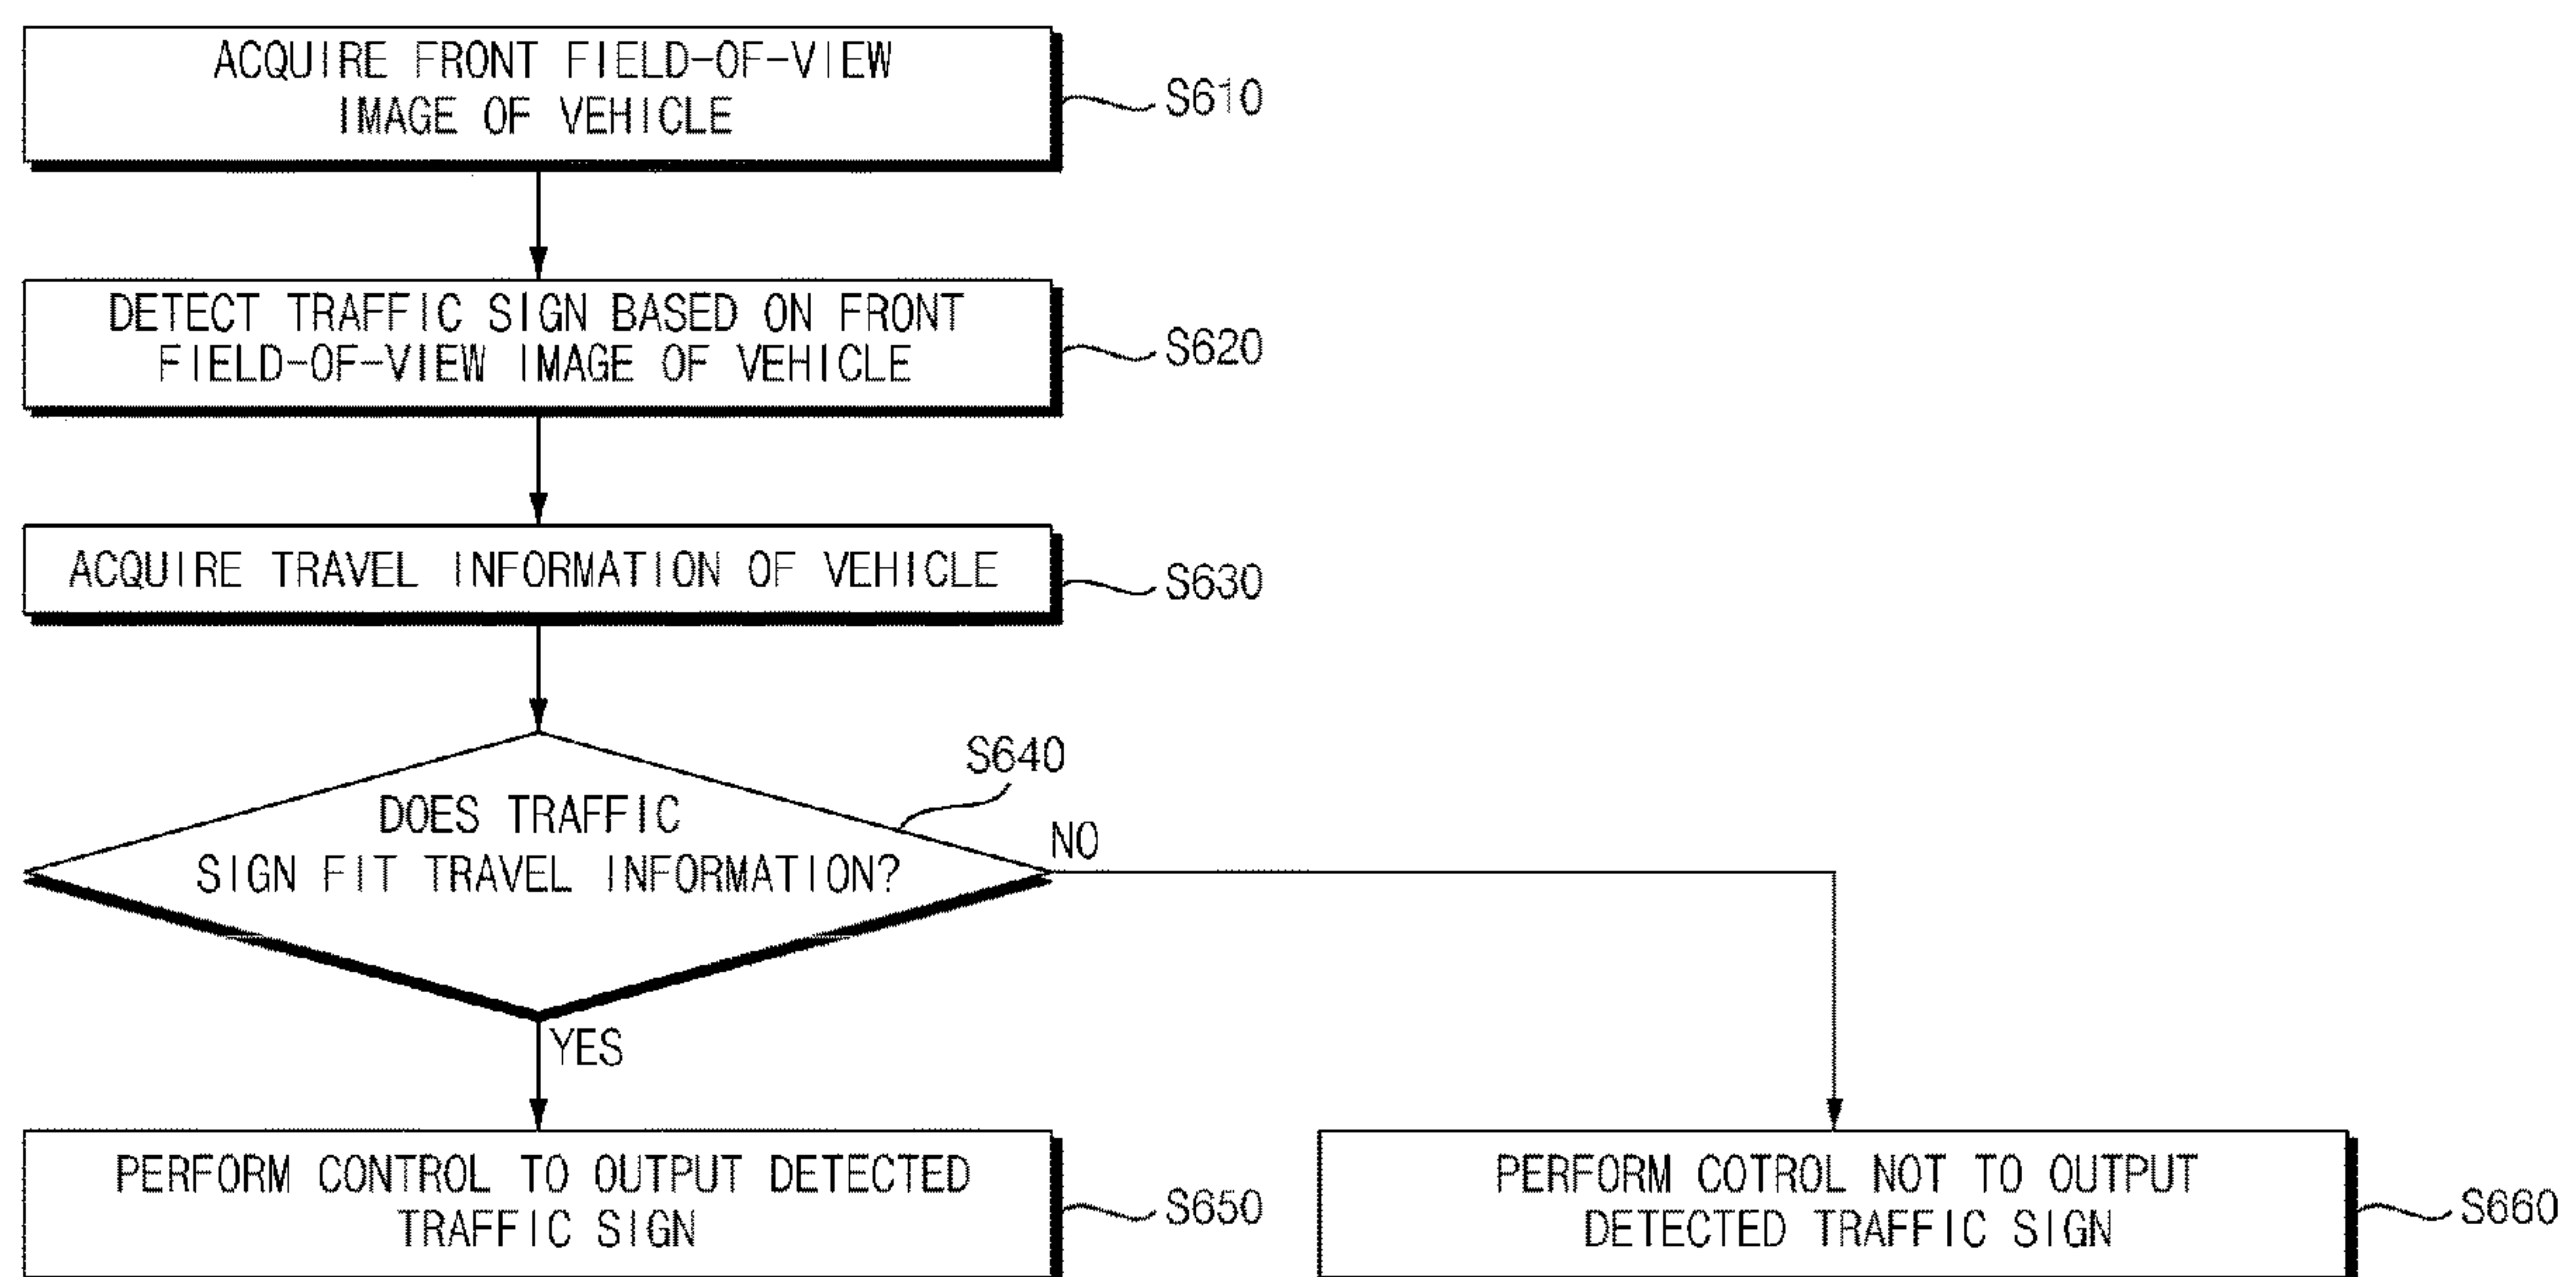 ACQUIRE FRONT FIELD-OF-VIEW
IMAGE OF VEHICLE
S610
DETECT TRAFFIC SIGN BASED ON FRONT
FIELD-OF-VIEW IMAGE OF VEHICLE
S620
ACQUIRE TRAVEL INFORMATION OF VEHICLE
S630
S640
DOES TRAFFIC
SIGN FIT TRAVEL INFORMATION?
NO
YES
PERFORM CONTROL TO OUTPUT DETECTED
TRAFFIC SIGN
S650
PERFORM COTROL NOT TO OUTPUT
DETECTED TRAFFIC SIGN
S660